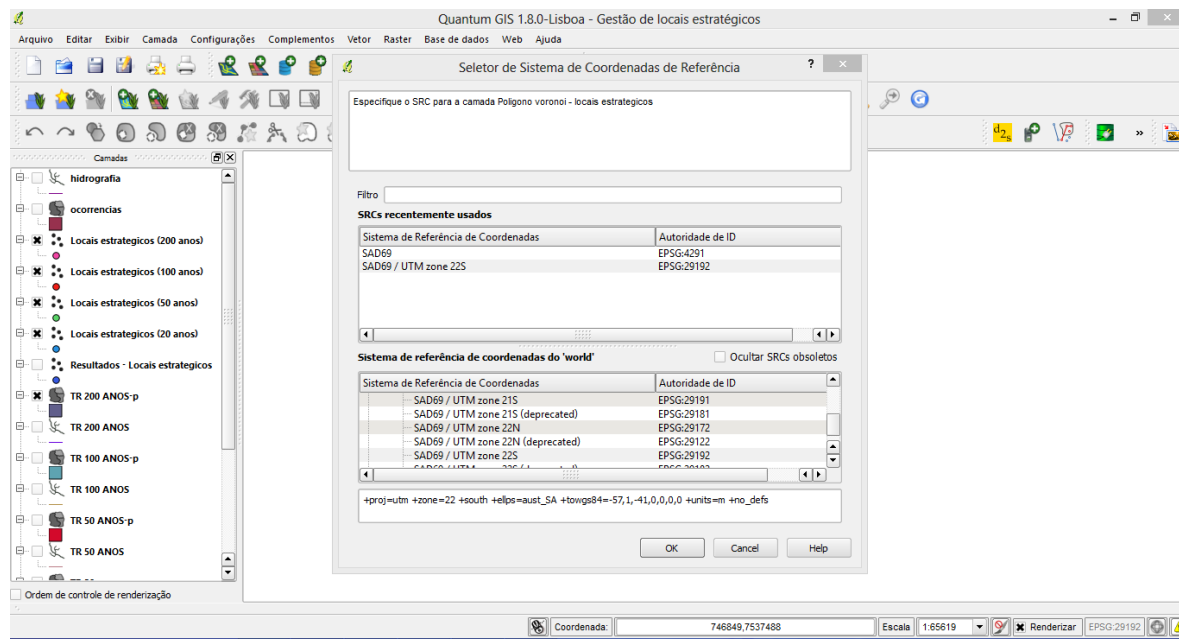 Quantum GIS 1.8.0-Lisboa - Gestão de locais estratégicos
Arquivo Editar Exibir Camada Configurações Complementos Vetor Raster Base de dados Web Ajuda
Seletor de Sistema de Coordenadas de Referência
Especifique o SRC para a camada Poligono voronoi - locais estrategicos
Filtro
SRCs recentemente usados
Sistema de Referência de Coordenadas Autoridade de ID
SAD69 EPSG:4291
SAD69 / UTM zone 22S EPSG:29192
Sistema de referência de coordenadas do 'world' Ocultar SRCs obsoletos
Sistema de Referência de Coordenadas Autoridade de ID
SAD69 / UTM zone 21S EPSG:29191
SAD69 / UTM zone 21S (deprecated) EPSG:29181
SAD69 / UTM zone 22N EPSG:29172
SAD69 / UTM zone 22N (deprecated) EPSG:29122
SAD69 / UTM zone 22S EPSG:29192
+proj=utm +zone=22 +south +ellps=aust_SA +towgs84=-57,1,-41,0,0,0,0 +units=m +no_defs
OK Cancel Help
Camadas
hidrografia
ocorrencias
Locais estrategicos (200 anos)
Locais estrategicos (100 anos)
Locais estrategicos (50 anos)
Locais estrategicos (20 anos)
Resultados - Locais estrategicos
TR 200 ANOS-p
TR 200 ANOS
TR 100 ANOS-p
TR 100 ANOS
TR 50 ANOS-p
TR 50 ANOS
Ordem de controle de renderização
Coordenada: 746849,7537488 Escala 1:65619 Renderizar EPSG:29192